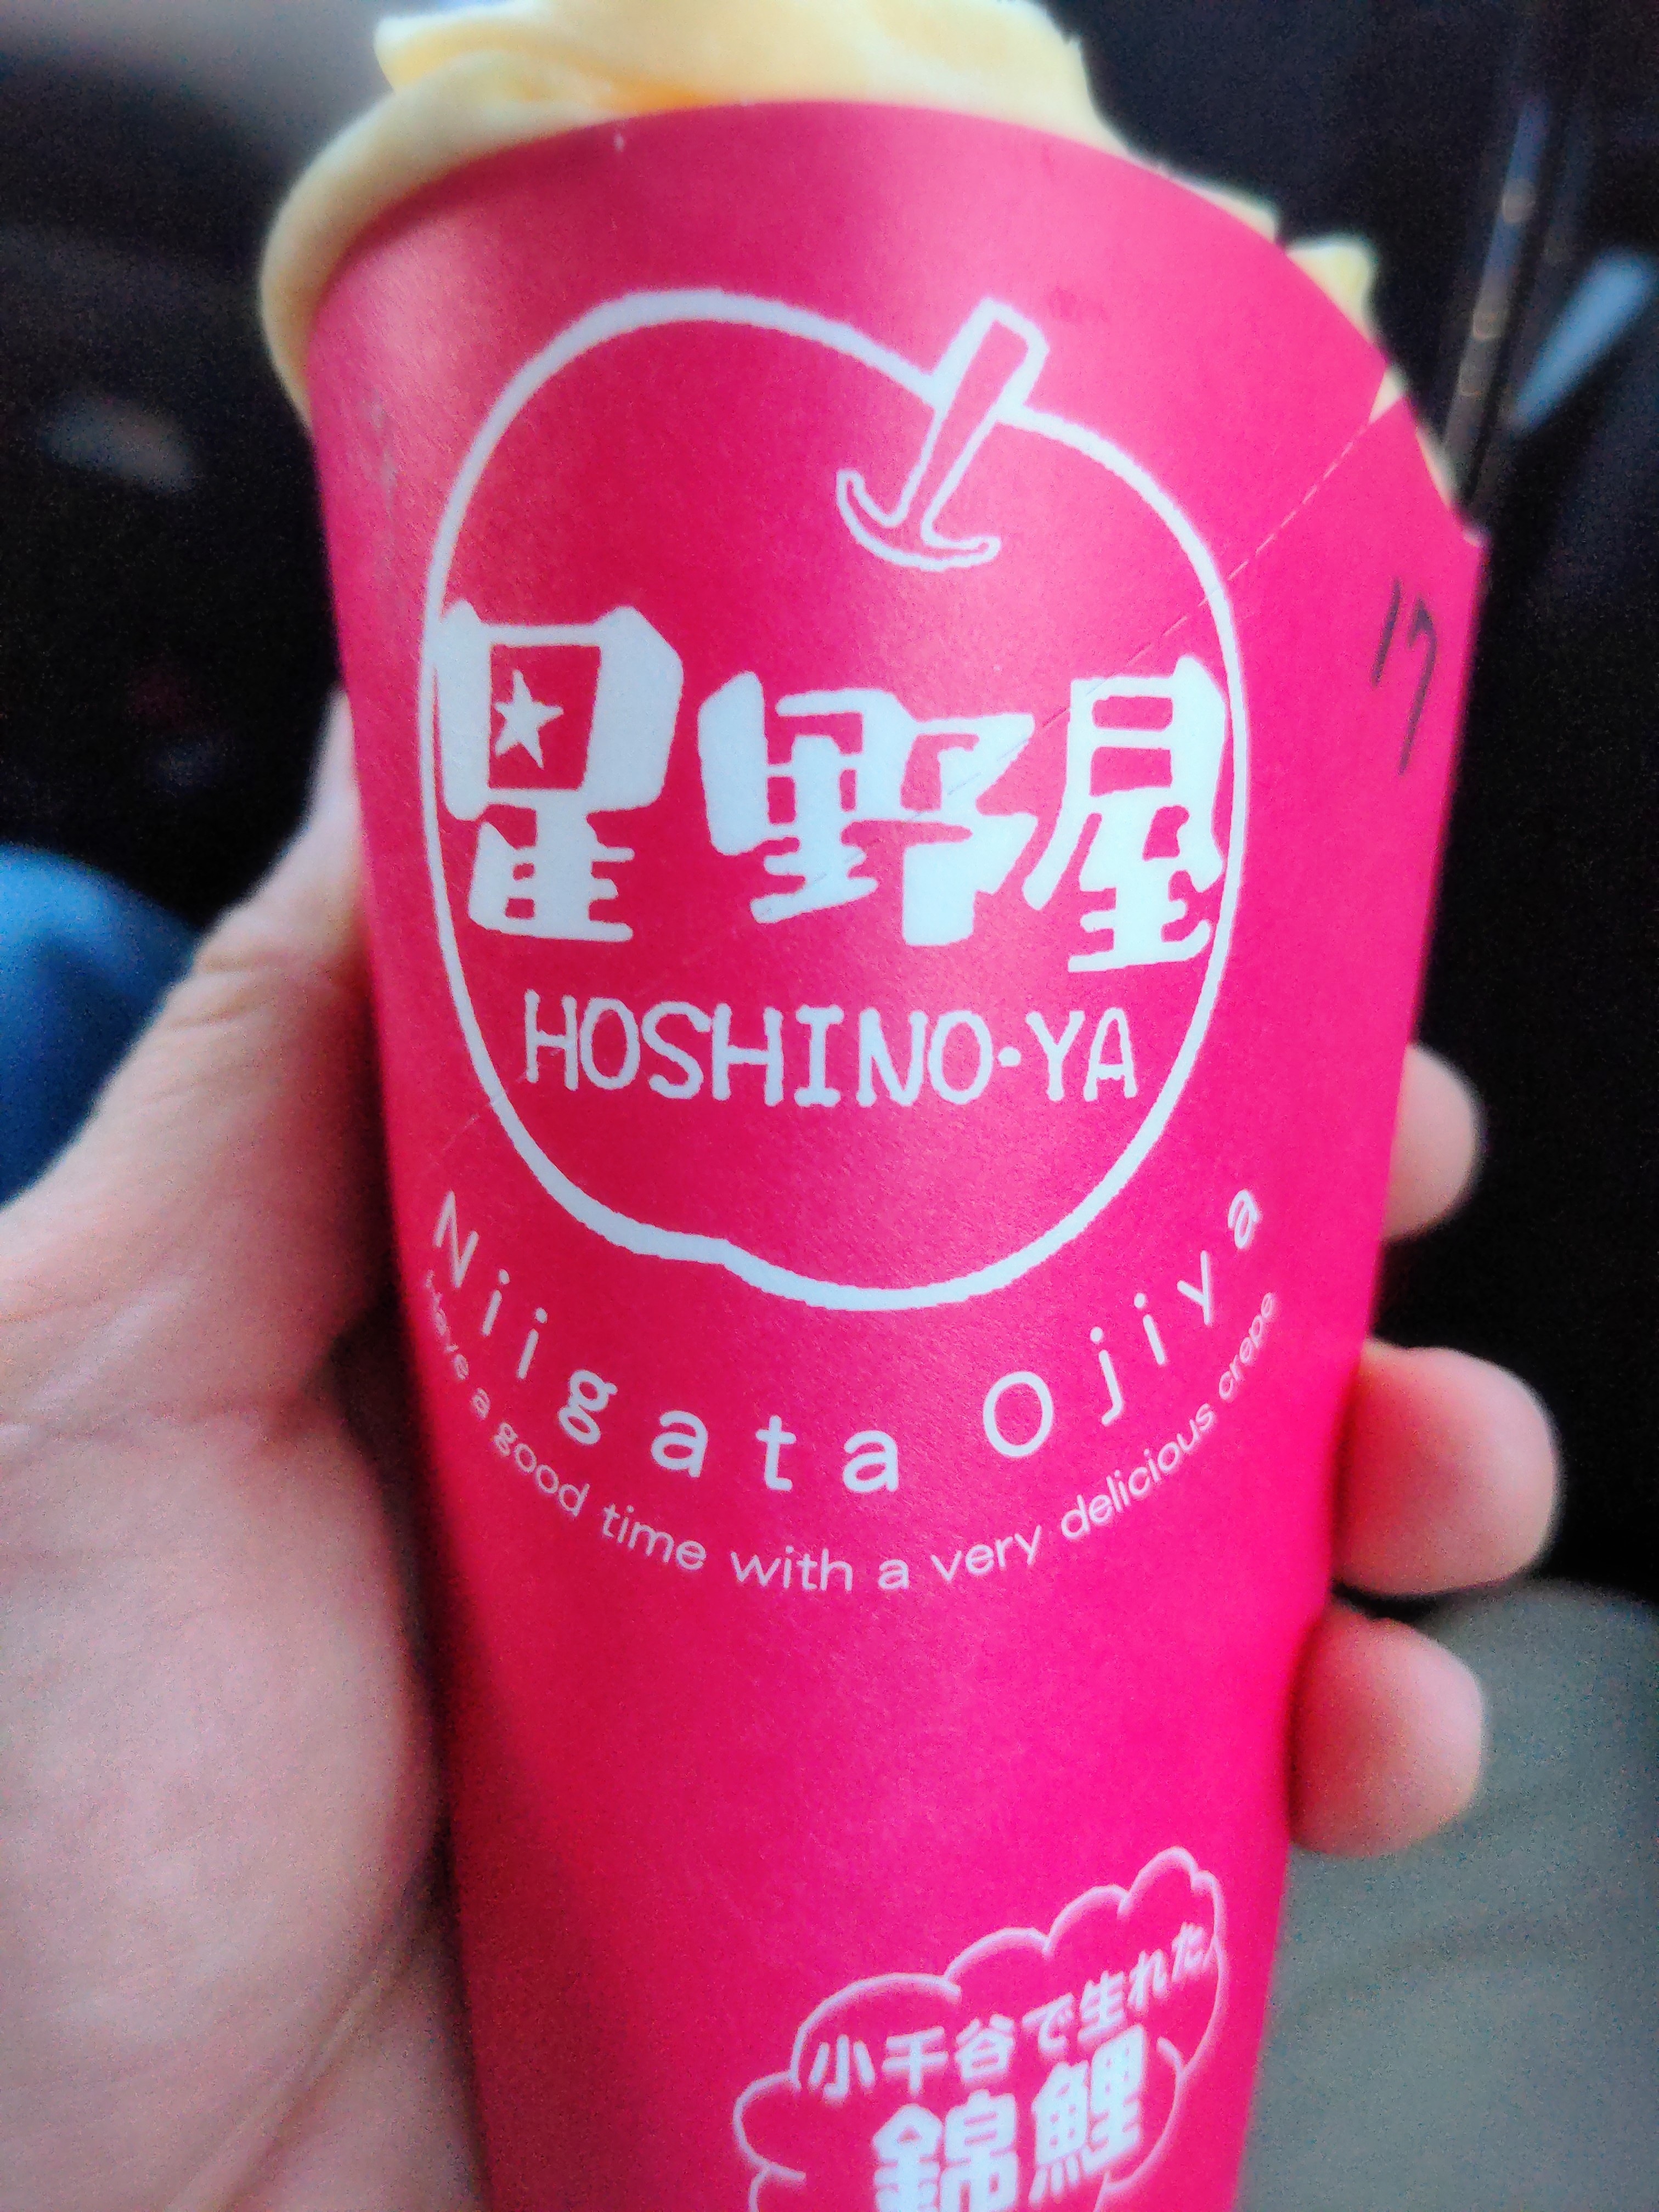 17
星野屋
HOSHINO·YA
Niigata Ojiya
Have a good time with a very delicious crepe
小千谷で生れた
錦鯉